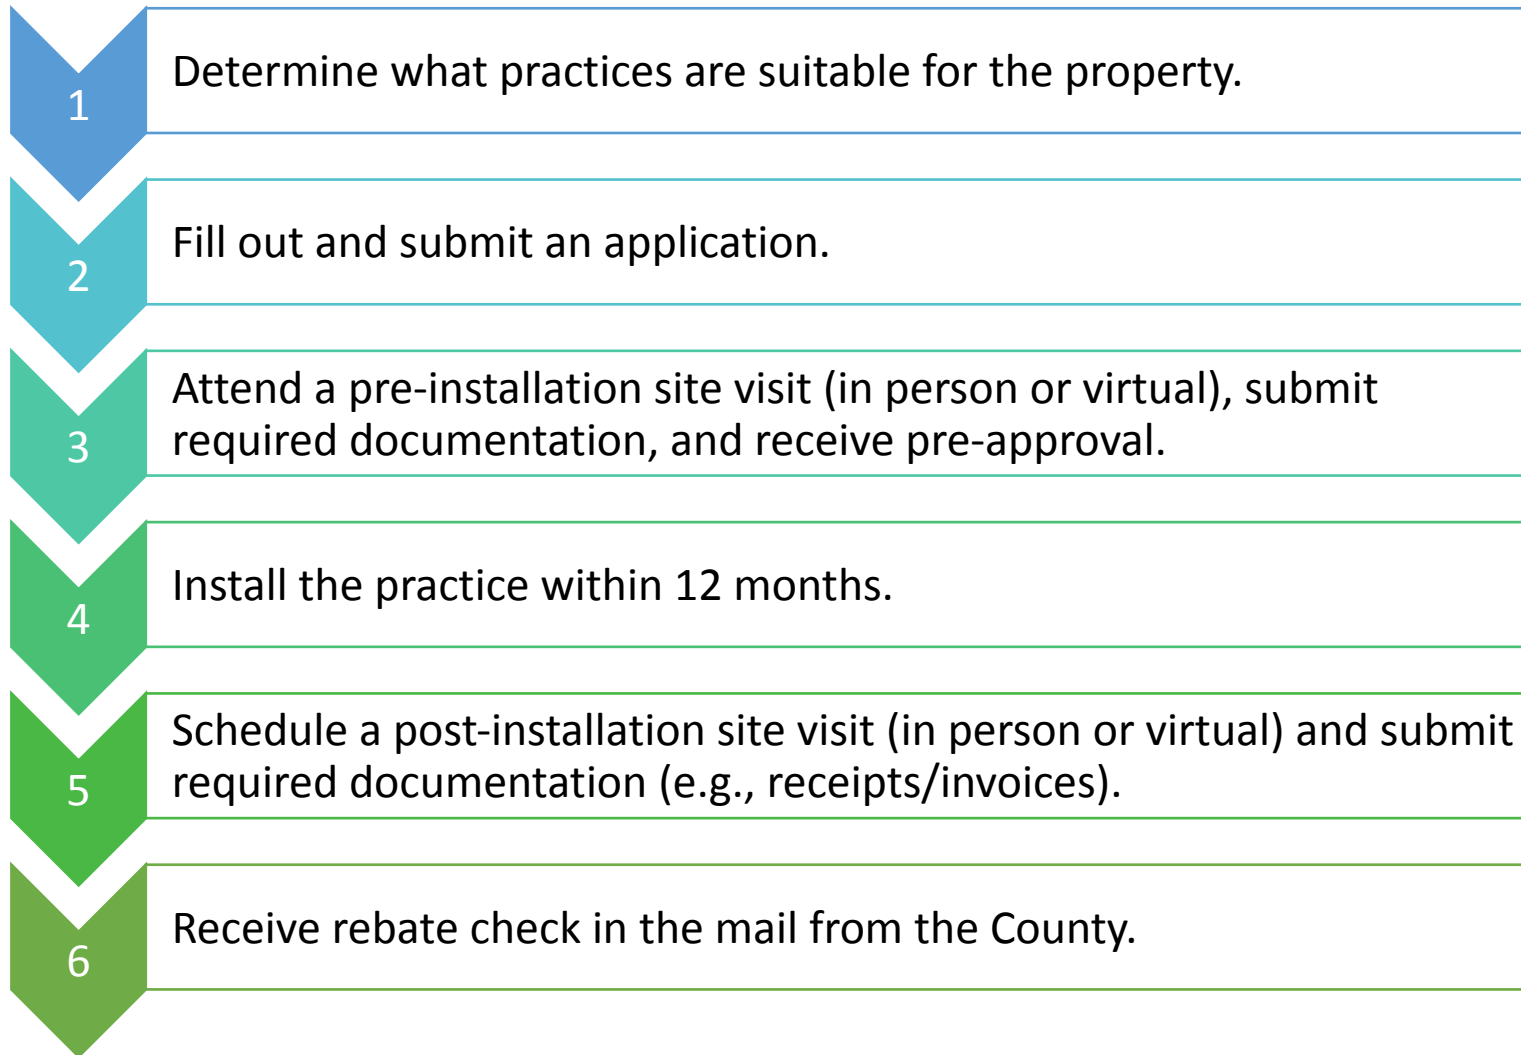 1
Determine what practices are suitable for the property.
2
Fill out and submit an application.
3
Attend a pre-installation site visit (in person or virtual), submit
required documentation, and receive pre-approval.
4
Install the practice within 12 months.
5
Schedule a post-installation site visit (in person or virtual) and submit
required documentation (e.g., receipts/invoices).
6
Receive rebate check in the mail from the County.